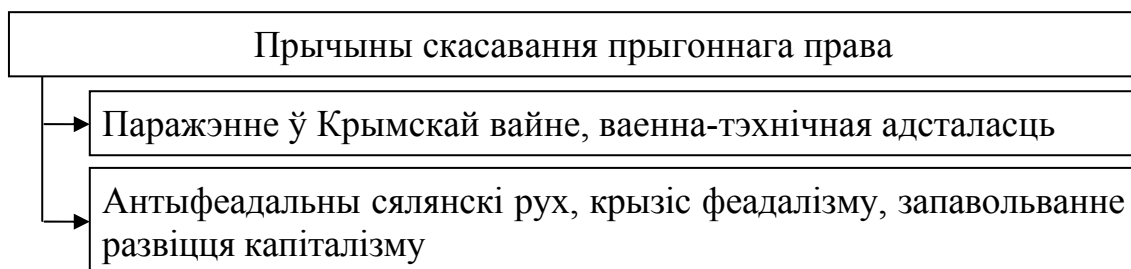 Прычыны скасавання прыгоннага права
Паражэнне ў Крымскай вайне, ваенна-тэхнічная адсталасць
Антыфеадальны сялянскі рух, крызіс феадалізму, запавольванне
развіцця капіталізму